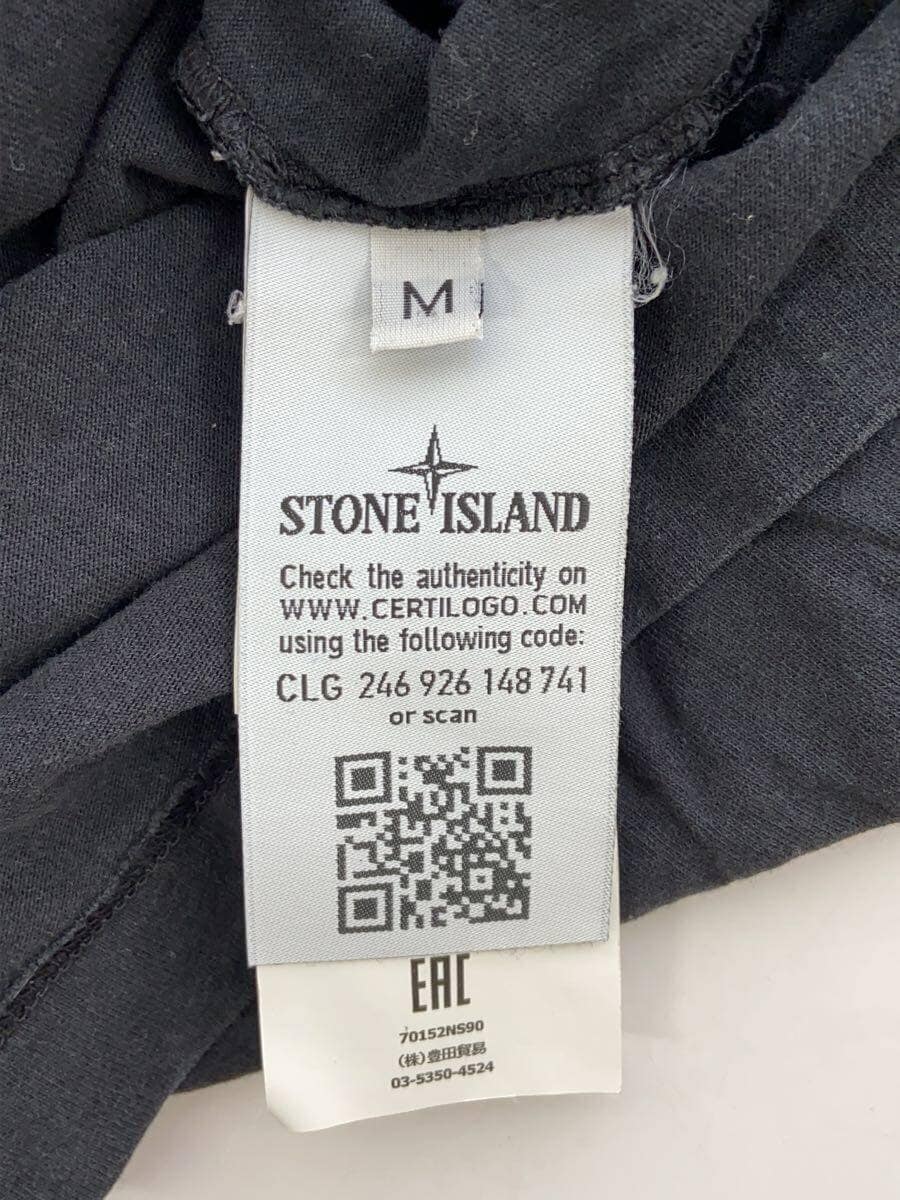 M
STONE ISLAND
Check the authenticity on
WWW.CERTILOGO.COM
using the following code:
CLG 246 926 148 741
or scan
EAC
70152NS90
(株)豊田貿易
03-5350-4524